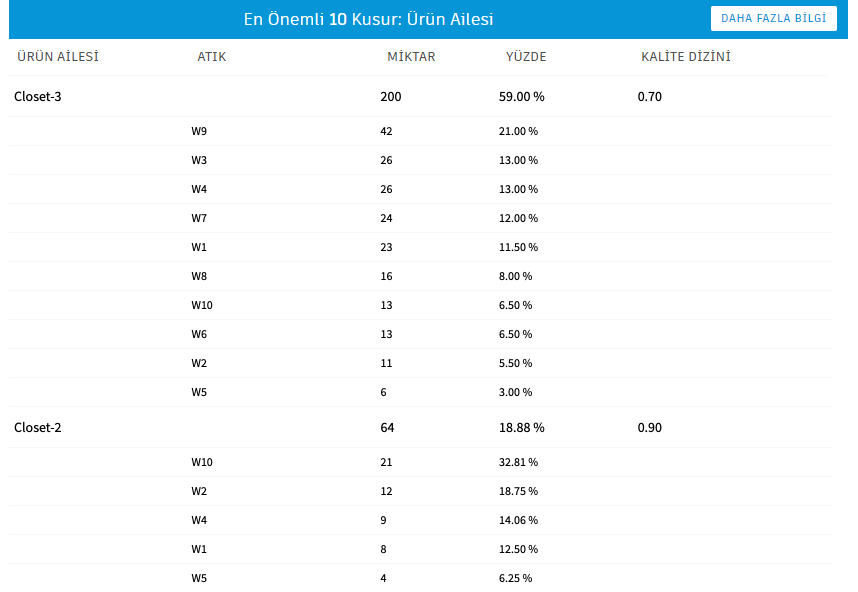 En Önemli 10 Kusur: Ürün Ailesi DAHA FAZLA BİLGİ
ÜRÜN AİLESİ ATIK MİKTAR YÜZDE KALİTE DİZİNİ
Closet-3 200 59.00 % 0.70
W9 42 21.00 %
W3 26 13.00 %
W4 26 13.00 %
W7 24 12.00 %
W1 23 11.50 %
W8 16 8.00 %
W10 13 6.50 %
W6 13 6.50 %
W2 11 5.50 %
W5 6 3.00 %
Closet-2 64 18.88 % 0.90
W10 21 32.81 %
W2 12 18.75 %
W4 9 14.06 %
W1 8 12.50 %
W5 4 6.25 %